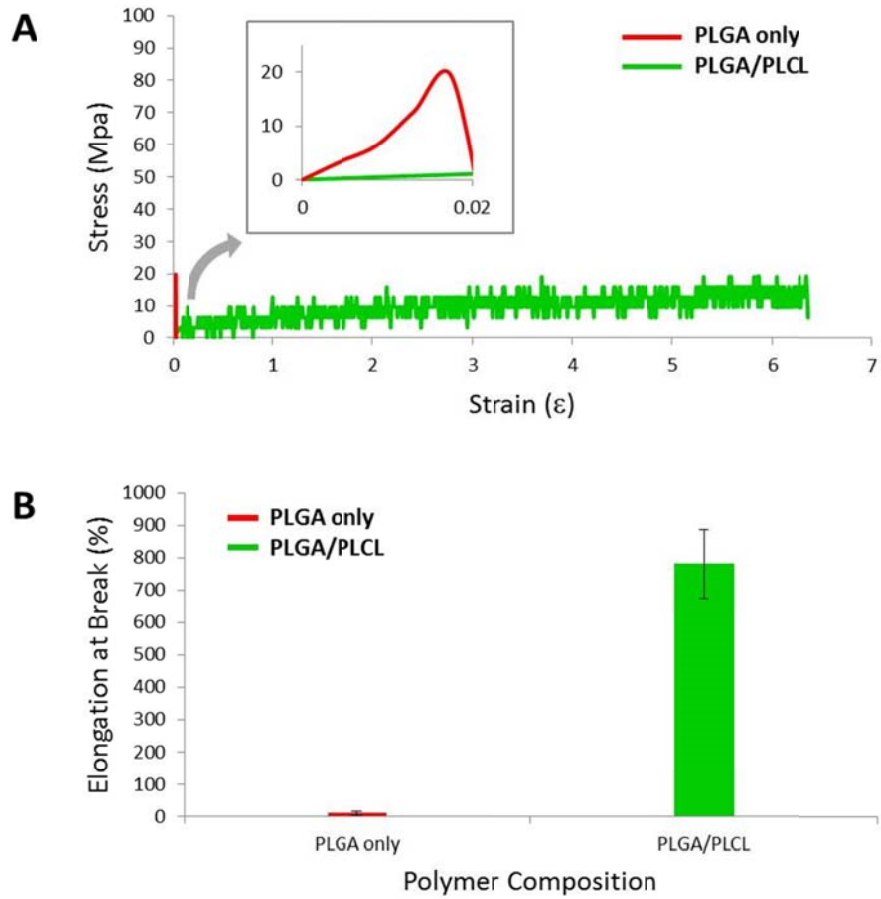 A
100
90
80
70
60
50
40
30
20
10
0
Stress (Mpa)
20
10
0
0 0.02
PLGA only
PLGA/PLCL
0 1 2 3 4 5 6 7
Strain (ε)
B
1000
900
800
700
600
500
400
300
200
100
0
Elongation at Break (%)
PLGA only
PLGA/PLCL
PLGA only PLGA/PLCL
Polymer Composition